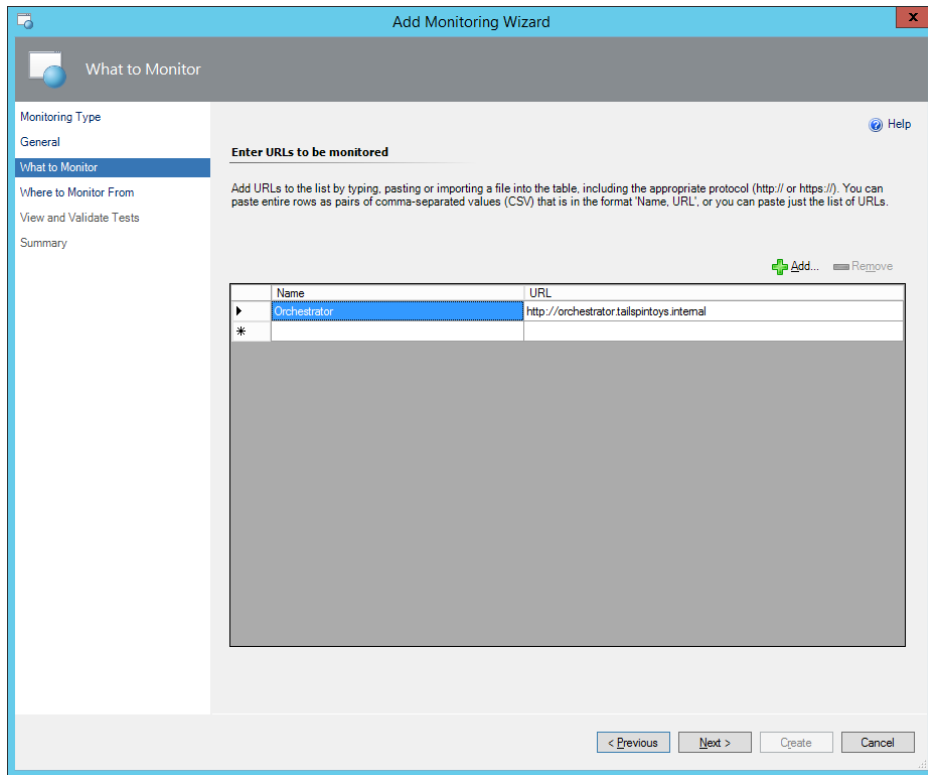 Add Monitoring Wizard
x
What to Monitor
Monitoring Type
General
What to Monitor
Where to Monitor From
View and Validate Tests
Summary
Help
Enter URLs to be monitored
Add URLs to the list by typing, pasting or importing a file into the table, including the appropriate protocol (http:// or https://). You can
paste entire rows as pairs of comma-separated values (CSV) that is in the format 'Name, URL', or you can paste just the list of URLs.
Add... Remove
Name URL
Orchestrator http://orchestrator.tailspintoys.internal
< Previous Next > Create Cancel